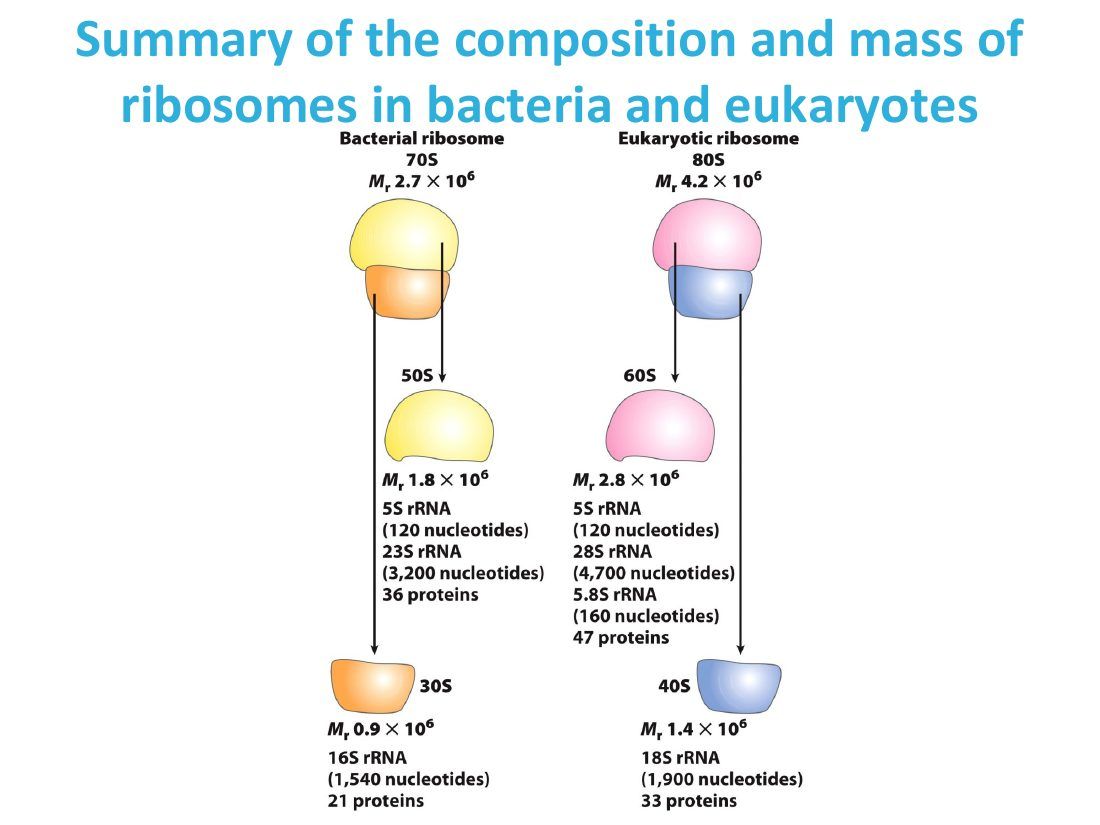 Summary of the composition and mass of
ribosomes in bacteria and eukaryotes
Bacterial ribosome
70S
Mr 2.7 × 10⁶
Eukaryotic ribosome
80S
Mr 4.2 × 10⁶
50S
Mr 1.8 × 10⁶
5S rRNA
(120 nucleotides)
23S rRNA
(3,200 nucleotides)
36 proteins
60S
Mr 2.8 × 10⁶
5S rRNA
(120 nucleotides)
28S rRNA
(4,700 nucleotides)
5.8S rRNA
(160 nucleotides)
47 proteins
30S
Mr 0.9 × 10⁶
16S rRNA
(1,540 nucleotides)
21 proteins
40S
Mr 1.4 × 10⁶
18S rRNA
(1,900 nucleotides)
33 proteins